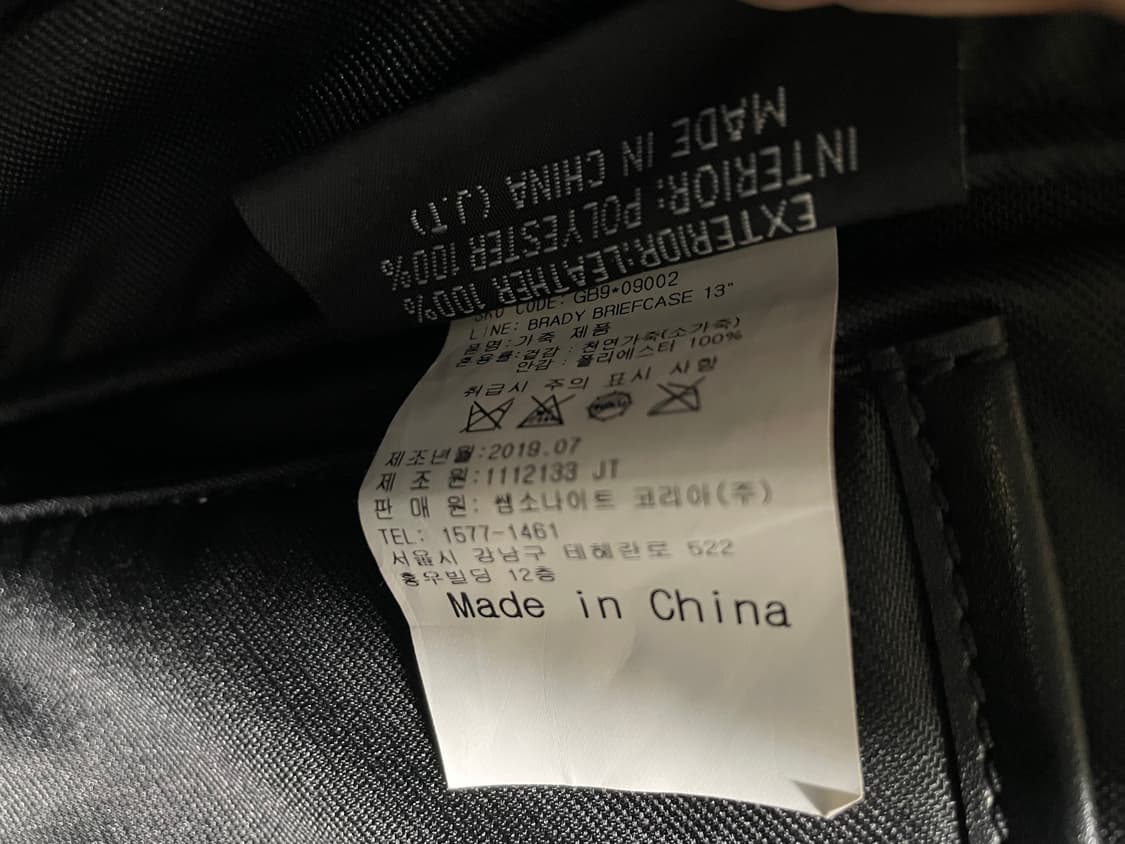 EXTERIOR:LEATHER 100%
INTERIOR: POLYESTER 100%
MADE IN CHINA (J.T)
SKU CODE: GB9*09002
LINE: BRADY BRIEFCASE 13"
품명:가죽 제품
혼용률:겉감 : 천연가죽(소가죽)
안감 : 폴리에스터 100%
취급시 주의 표시 사항
제조년월:2019.07
제 조 원:1112133 JT
판 매 원: 쌤소나이트 코리아(주)
TEL: 1577-1461
서울시 강남구 테헤란로 522
홍우빌딩 12층
Made in China